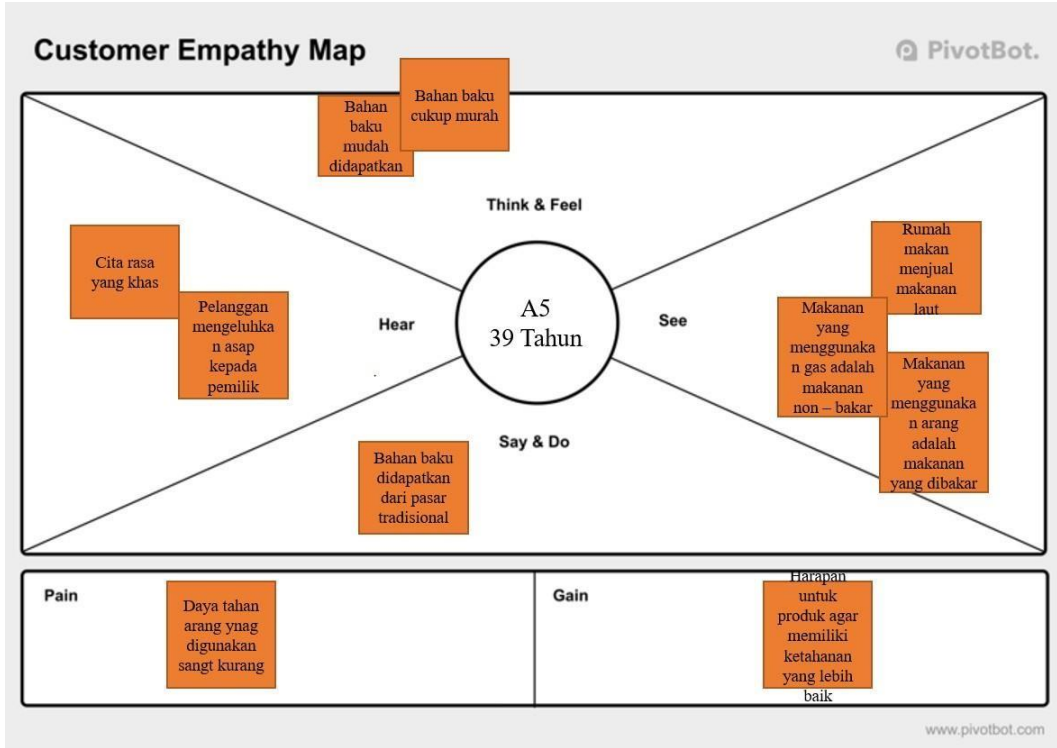 Customer Empathy Map
PivotBot.
Bahan
baku
mudah
didapatkan
Bahan baku
cukup murah
Think & Feel
Cita rasa
yang khas
Pelanggan
mengeluhka
n asap
kepada
pemilik
Hear
A5
39 Tahun
See
Rumah
makan
menjual
makanan
laut
Makanan
yang
menggunaka
n gas adalah
makanan
non – bakar
Makanan
yang
menggunaka
n arang
adalah
makanan
yang dibakar
Say & Do
Bahan baku
didapatkan
dari pasar
tradisional
Pain
Daya tahan
arang ynag
digunakan
sangt kurang
Gain
Harapan
untuk
produk agar
memiliki
ketahanan
yang lebih
baik
www.pivotbot.com